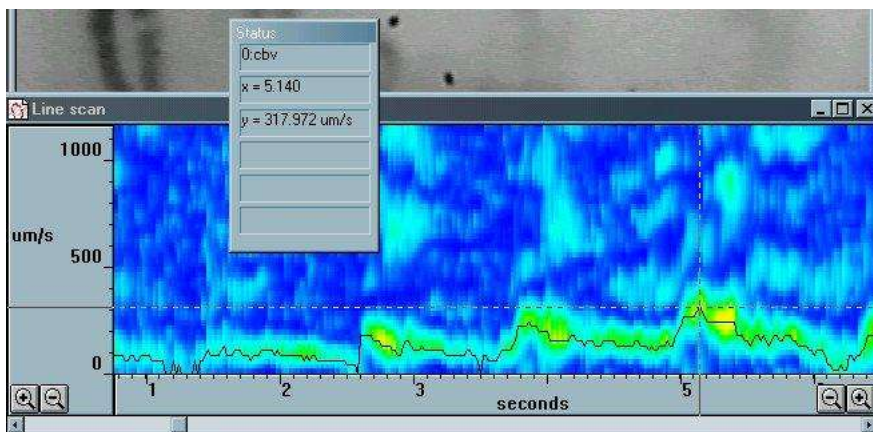 Status
0:cbv
x = 5.140
y = 317.972 um/s
Line scan
1000
um/s
500
0
1 2 3 5
seconds